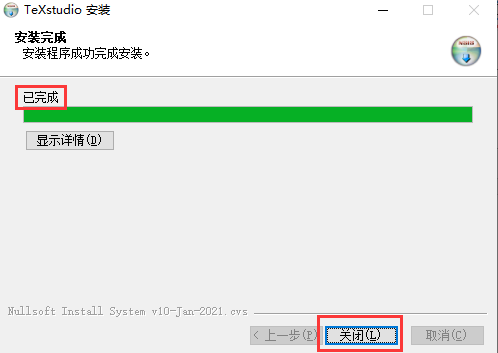 TeXstudio 安装
安装完成
安装程序成功完成安装。
已完成
显示详情(D)
Nullsoft Install System v10-Jan-2021.cvs
< 上一步(P) 关闭(L) 取消(C)